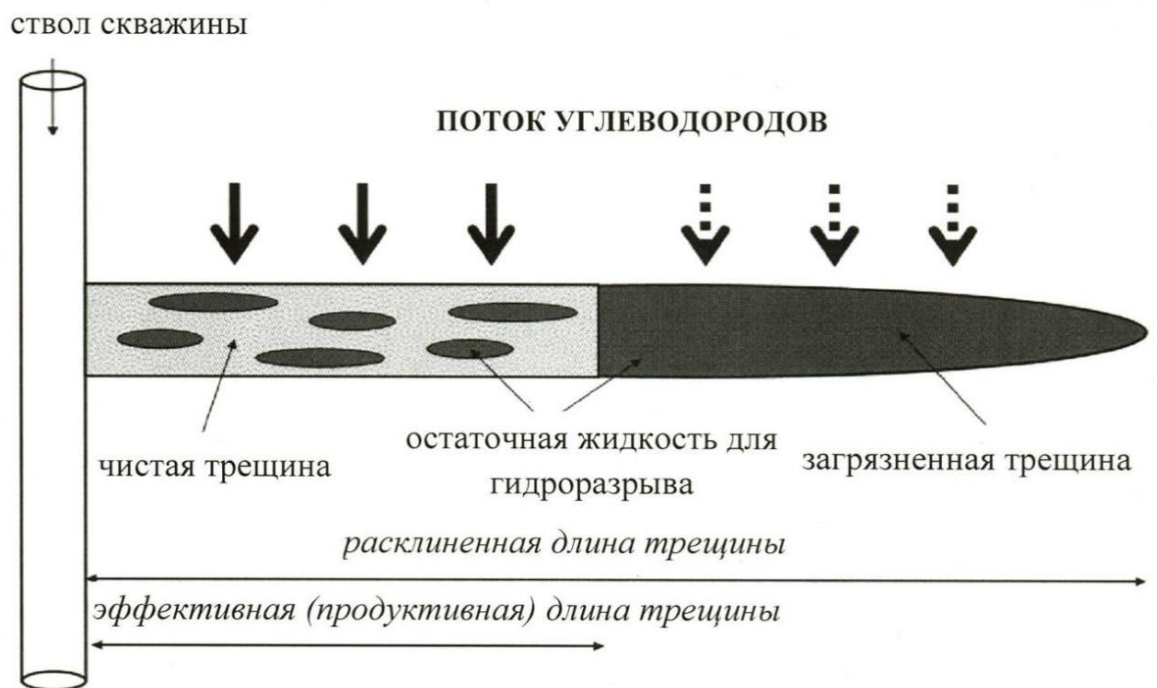 ствол скважины
ПОТОК УГЛЕВОДОРОДОВ
чистая трещина
остаточная жидкость для
гидроразрыва
загрязненная трещина
расклиненная длина трещины
эффективная (продуктивная) длина трещины